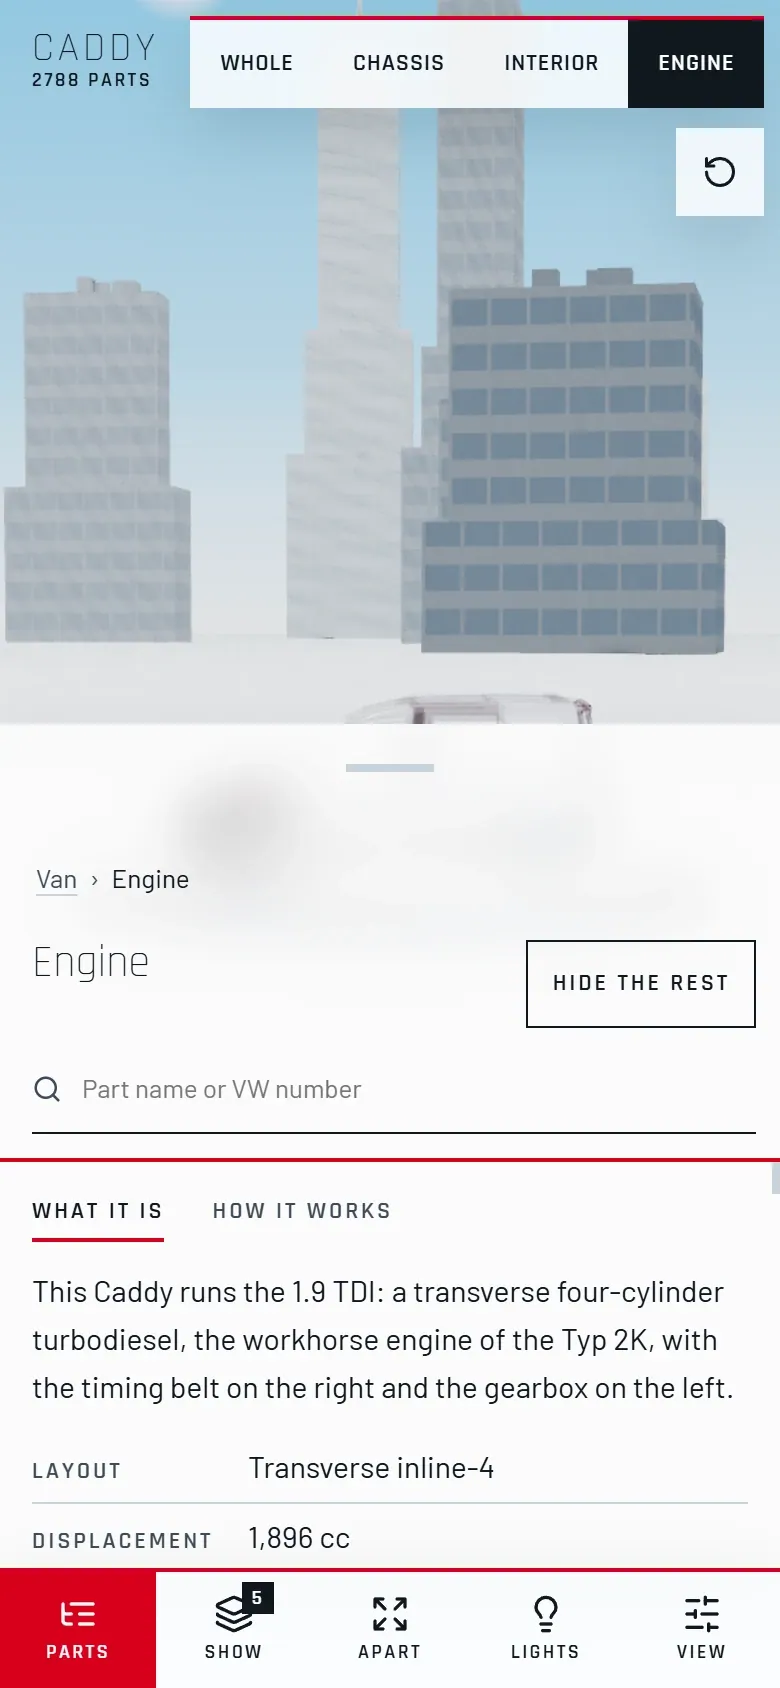 CADDY
2788 PARTS
WHOLE
CHASSIS
INTERIOR
ENGINE
Van › Engine
Engine
HIDE THE REST
Part name or VW number
WHAT IT IS
HOW IT WORKS
This Caddy runs the 1.9 TDI: a transverse four-cylinder
turbodiesel, the workhorse engine of the Typ 2K, with
the timing belt on the right and the gearbox on the left.
LAYOUT Transverse inline-4
DISPLACEMENT 1,896 cc
PARTS
5
SHOW
APART
LIGHTS
VIEW